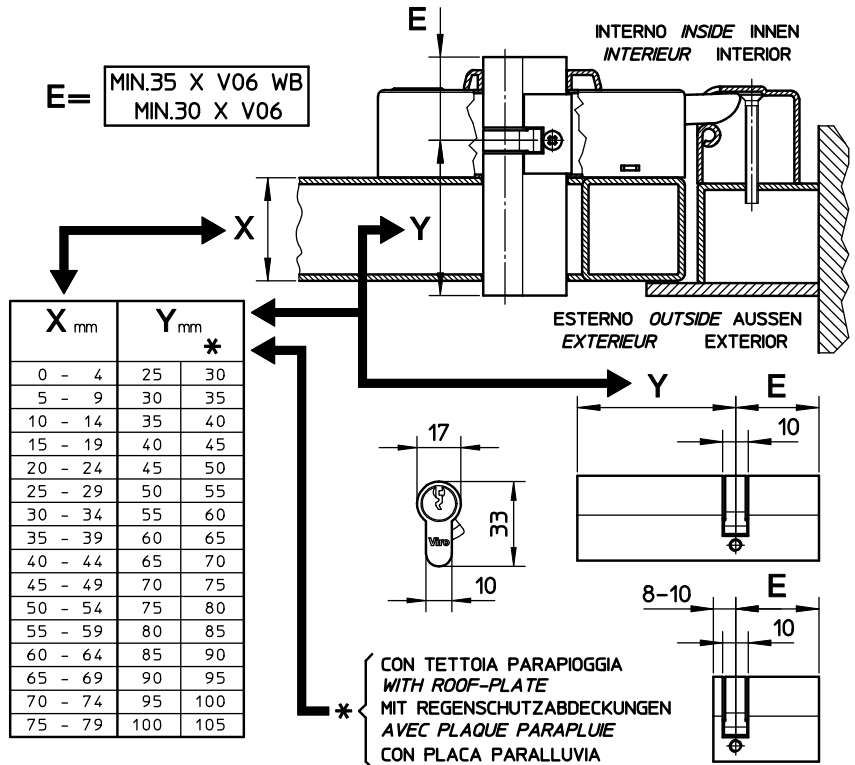 E
INTERNO INSIDE INNEN
INTERIEUR INTERIOR
E=
MIN.35 X V06 WB
MIN.30 X V06
X
Y
ESTERNO OUTSIDE AUSSEN
EXTERIEUR EXTERIOR
X mm Y mm
*
0 - 4 25 30
5 - 9 30 35
10 - 14 35 40
15 - 19 40 45
20 - 24 45 50
25 - 29 50 55
30 - 34 55 60
35 - 39 60 65
40 - 44 65 70
45 - 49 70 75
50 - 54 75 80
55 - 59 80 85
60 - 64 85 90
65 - 69 90 95
70 - 74 95 100
75 - 79 100 105
Y E
10
17
33
Viro
10
8-10 E
10
* CON TETTOIA PARAPIOGGIA
WITH ROOF-PLATE
MIT REGENSCHUTZABDECKUNGEN
AVEC PLAQUE PARAPLUIE
CON PLACA PARALLUVIA